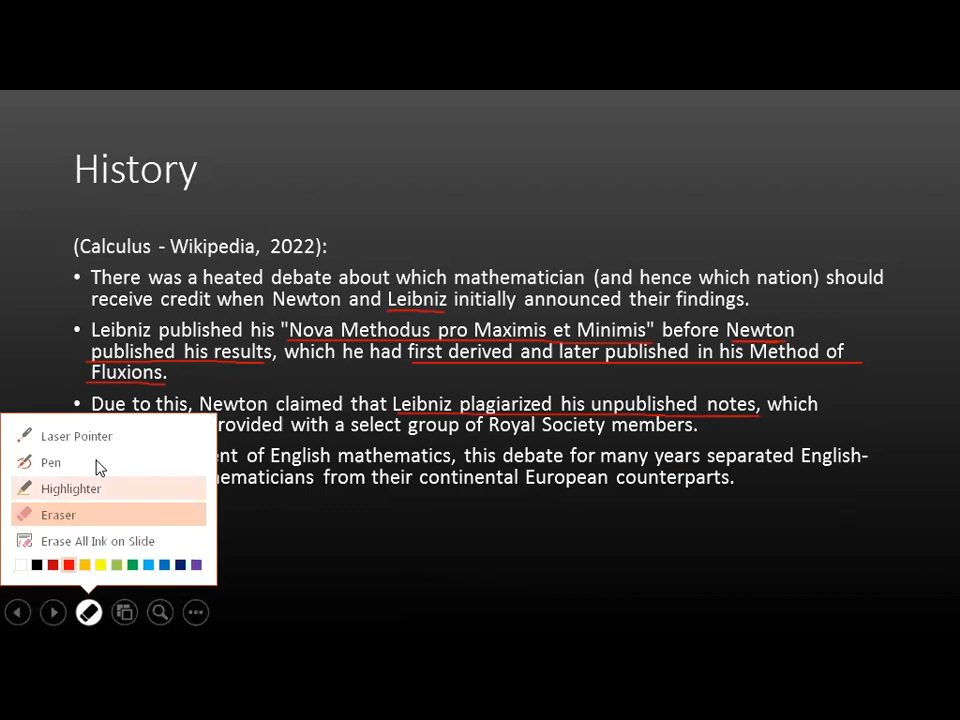 History
(Calculus - Wikipedia, 2022):
• There was a heated debate about which mathematician (and hence which nation) should
receive credit when Newton and Leibniz initially announced their findings.
• Leibniz published his "Nova Methodus pro Maximis et Minimis" before Newton
published his results, which he had first derived and later published in his Method of
Fluxions.
• Due to this, Newton claimed that Leibniz plagiarized his unpublished notes, which
rovided with a select group of Royal Society members.
ent of English mathematics, this debate for many years separated English-
hematicians from their continental European counterparts.
Laser Pointer
Pen
Highlighter
Eraser
Erase All Ink on Slide